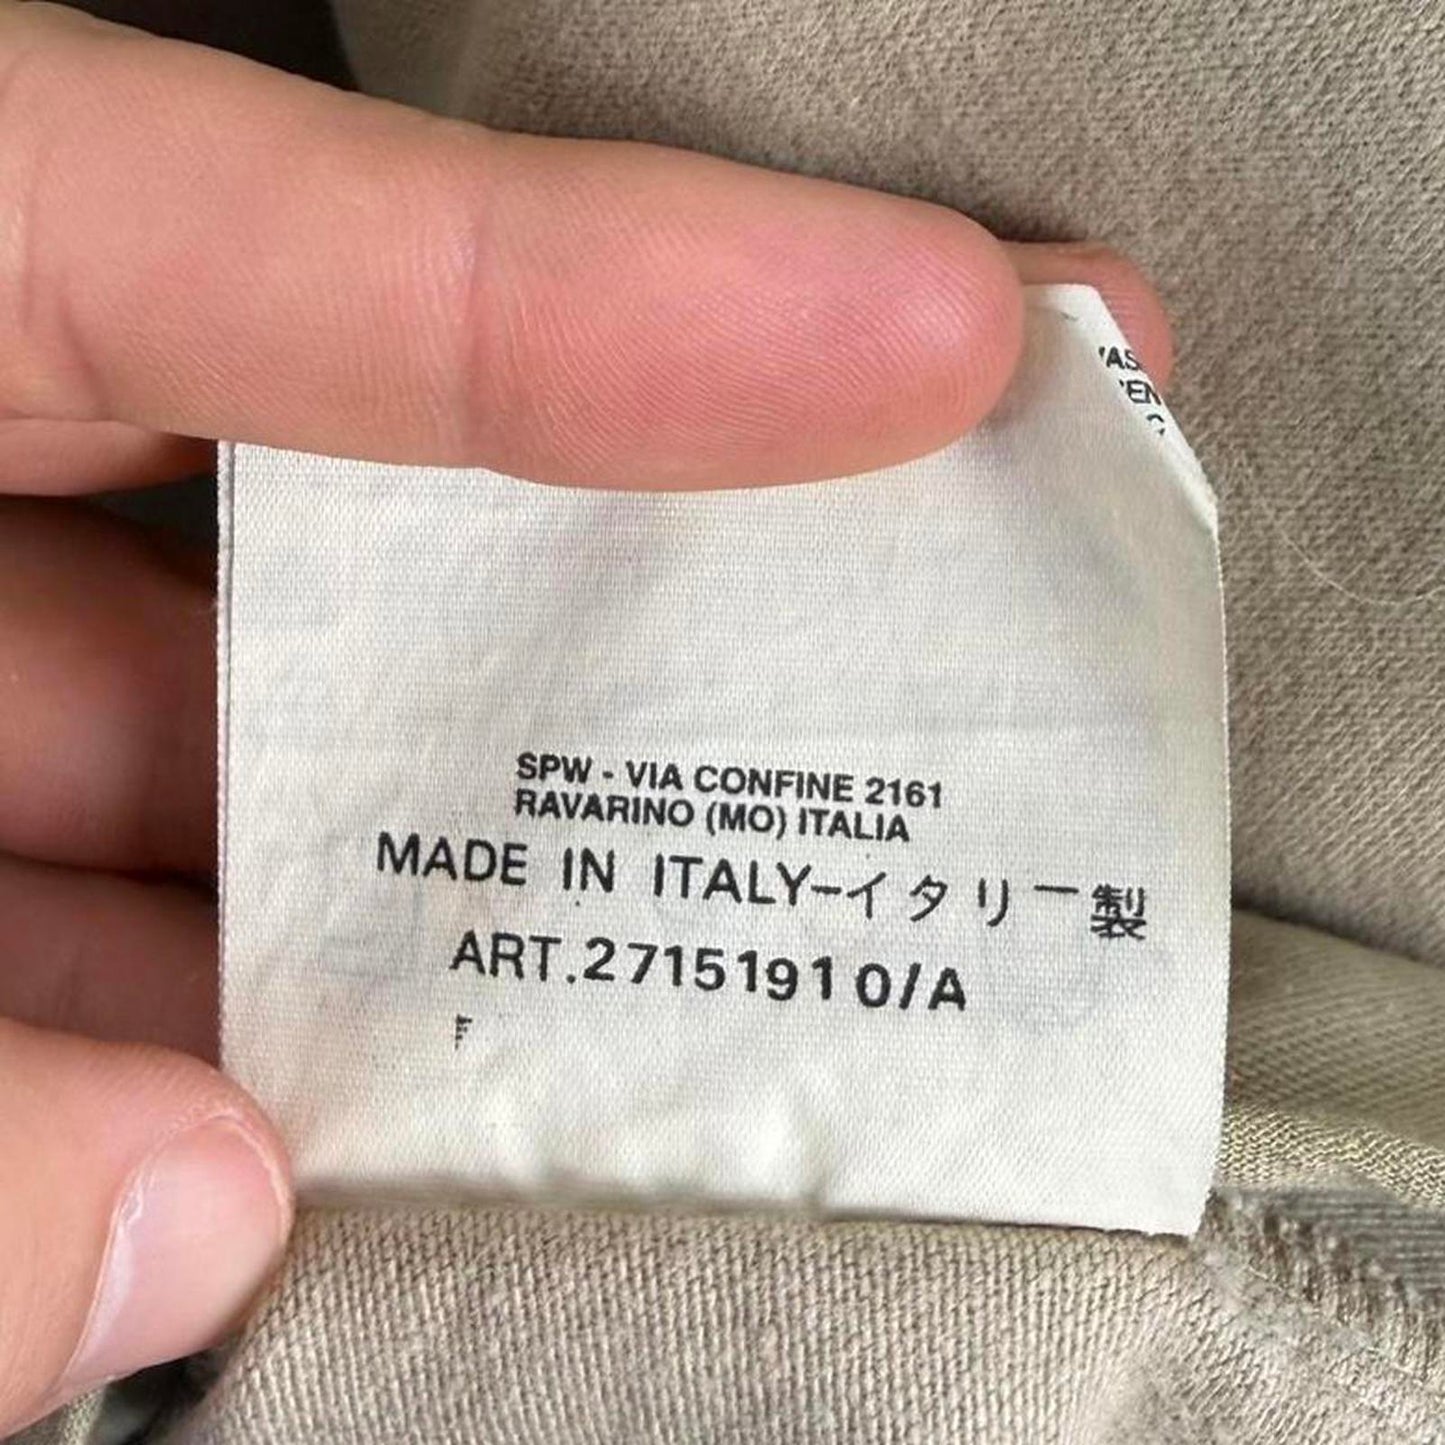 SPW - VIA CONFINE 2161
RAVARINO (MO) ITALIA
MADE IN ITALY-イタリー製
ART.27151910/A